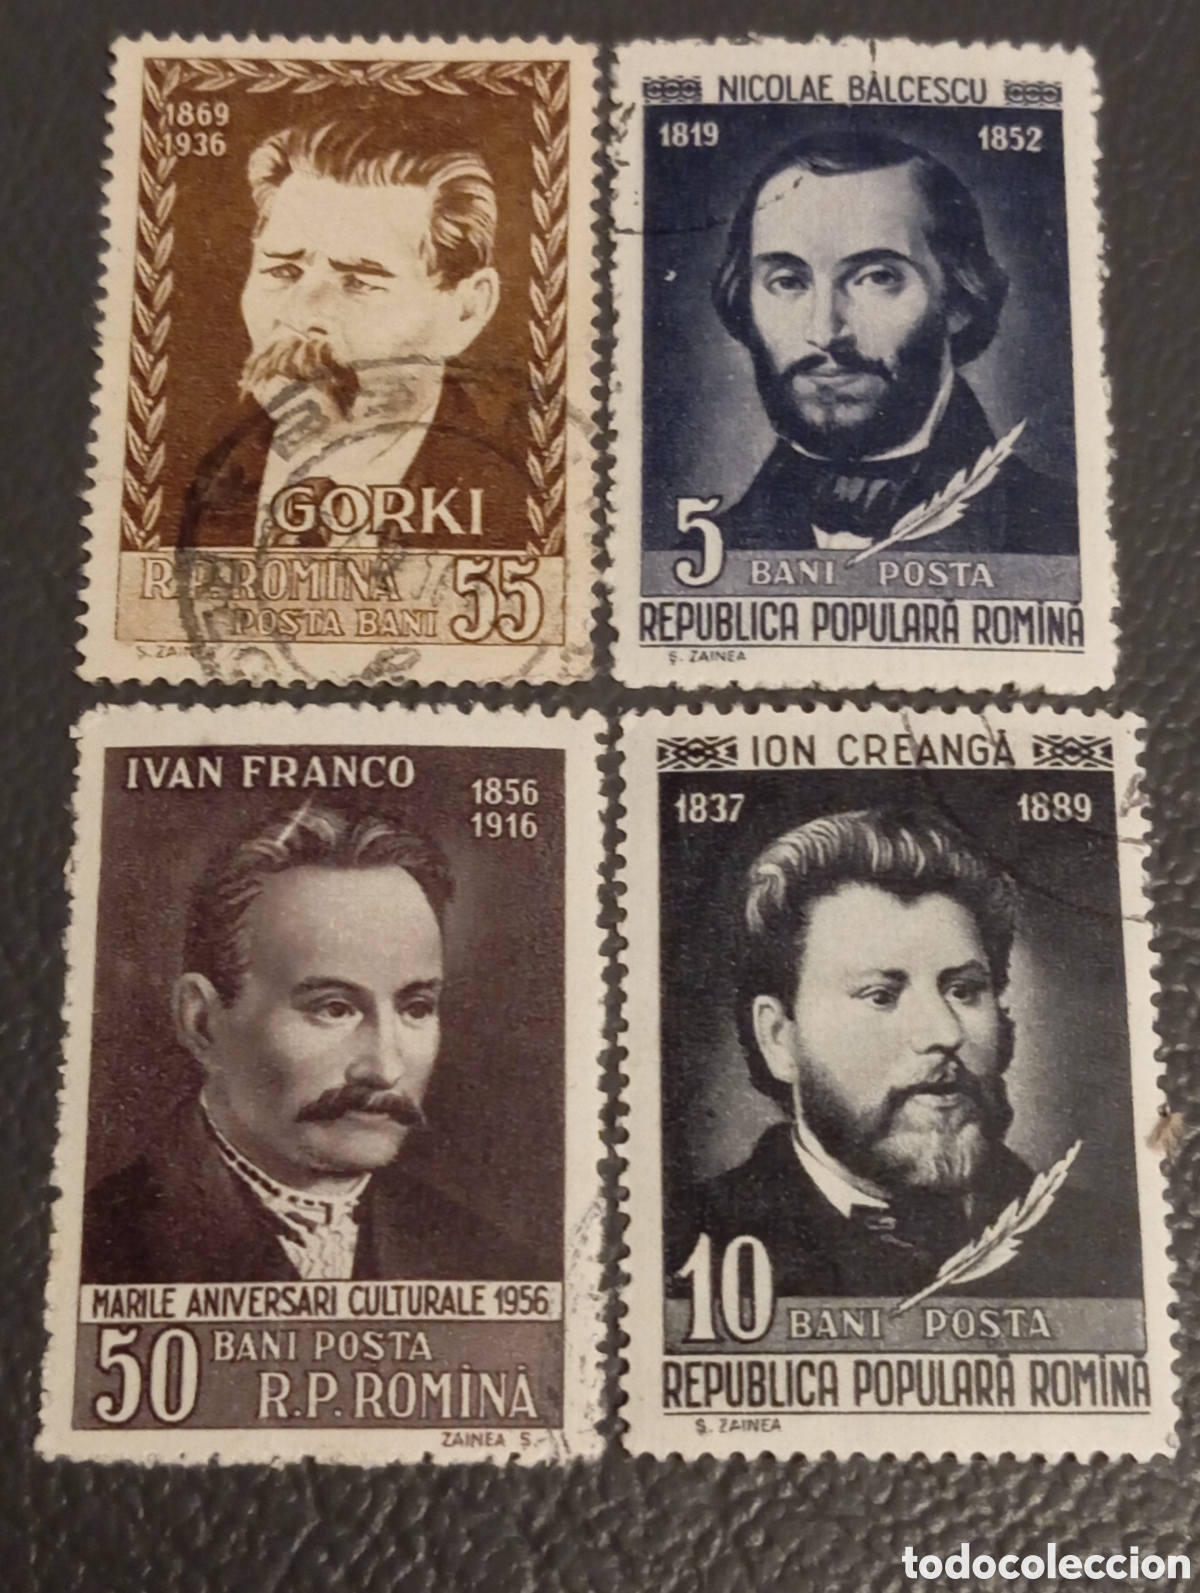 1869
1936
GORKI
R.P. ROMÎNA
POSTA BANI 55
Ș. ZAINEA
NICOLAE BĂLCESCU
1819 1852
5 BANI POSTA
REPUBLICA POPULARĂ ROMÎNĂ
Ș. ZAINEA
IVAN FRANCO
1856
1916
MARILE ANIVERSARI CULTURALE 1956
50 BANI POSTA
R.P. ROMÎNĂ
ZAINEA Ș.
ION CREANGĂ
1837 1889
10 BANI POSTA
REPUBLICA POPULARĂ ROMÎNĂ
Ș. ZAINEA
todocoleccion